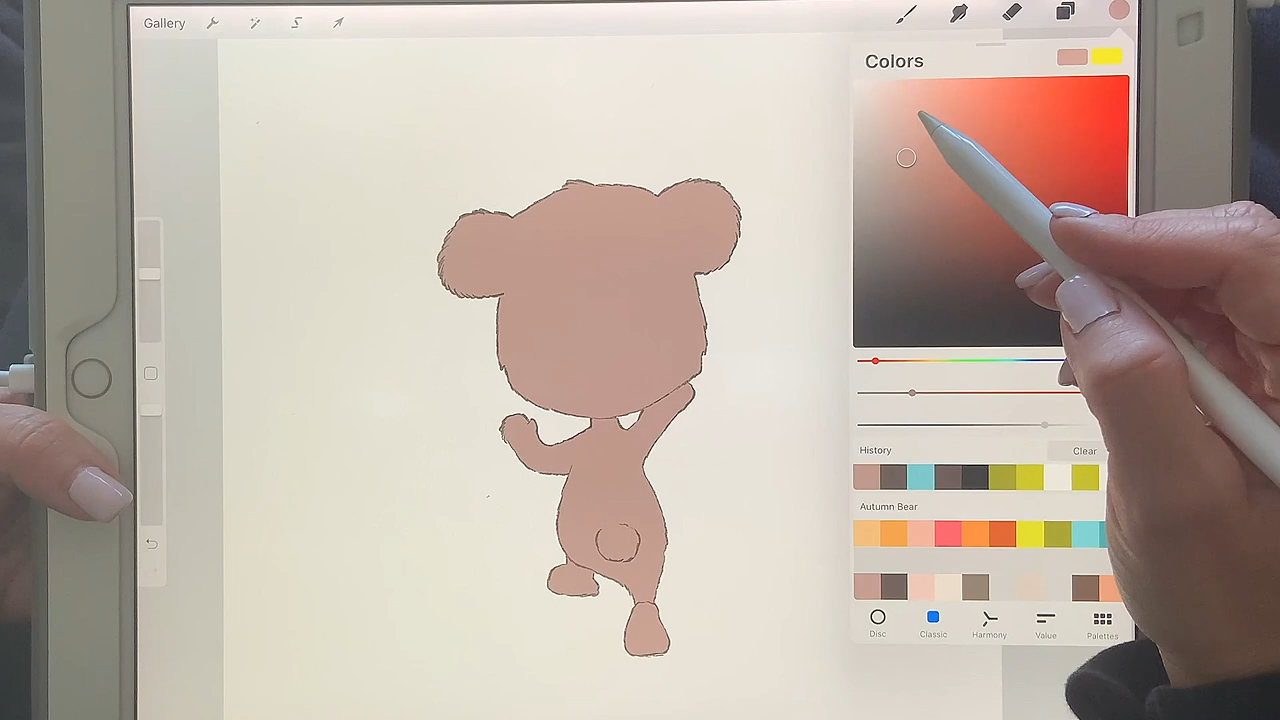 Gallery
Colors
History Clear
Autumn Bear
Disc Classic Harmony Value Palettes